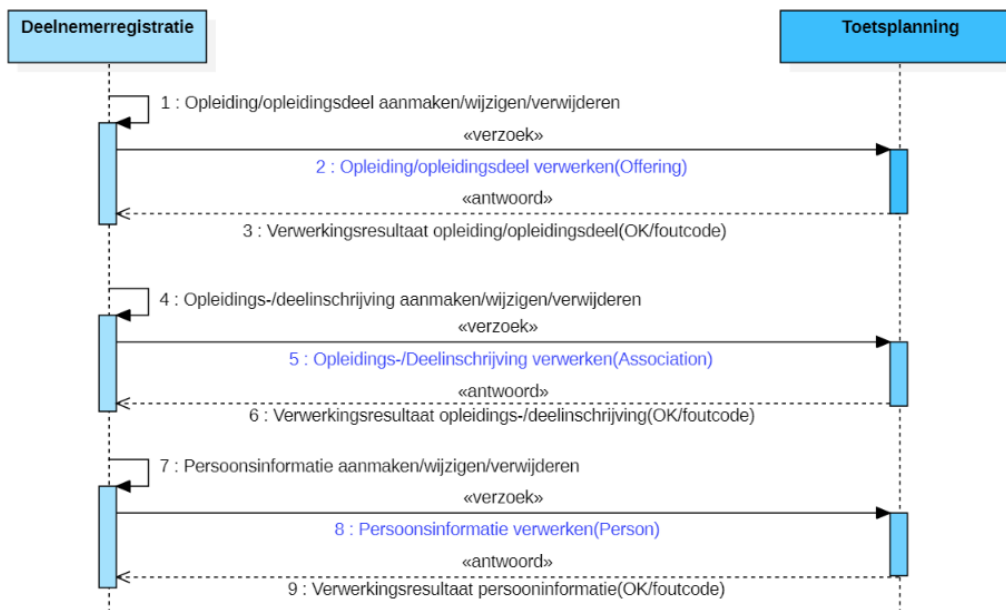 Deelnemerregistratie
Toetsplanning
1 : Opleiding/opleidingsdeel aanmaken/wijzigen/verwijderen
«verzoek»
2 : Opleiding/opleidingsdeel verwerken(Offering)
«antwoord»
3 : Verwerkingsresultaat opleiding/opleidingsdeel(OK/foutcode)
4 : Opleidings-/deelinschrijving aanmaken/wijzigen/verwijderen
«verzoek»
5 : Opleidings-/Deelinschrijving verwerken(Association)
«antwoord»
6 : Verwerkingsresultaat opleidings-/deelinschrijving(OK/foutcode)
7 : Persoonsinformatie aanmaken/wijzigen/verwijderen
«verzoek»
8 : Persoonsinformatie verwerken(Person)
«antwoord»
9 : Verwerkingsresultaat persooninformatie(OK/foutcode)